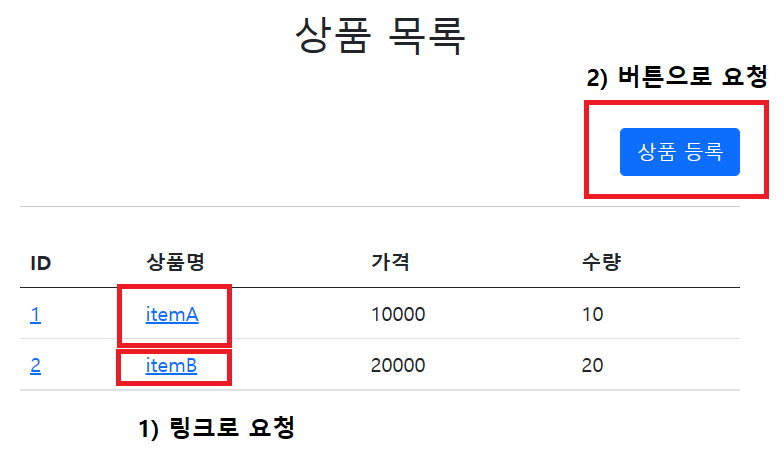 상품 목록
2) 버튼으로 요청
상품 등록
ID 상품명 가격 수량
1 itemA 10000 10
2 itemB 20000 20
1) 링크로 요청